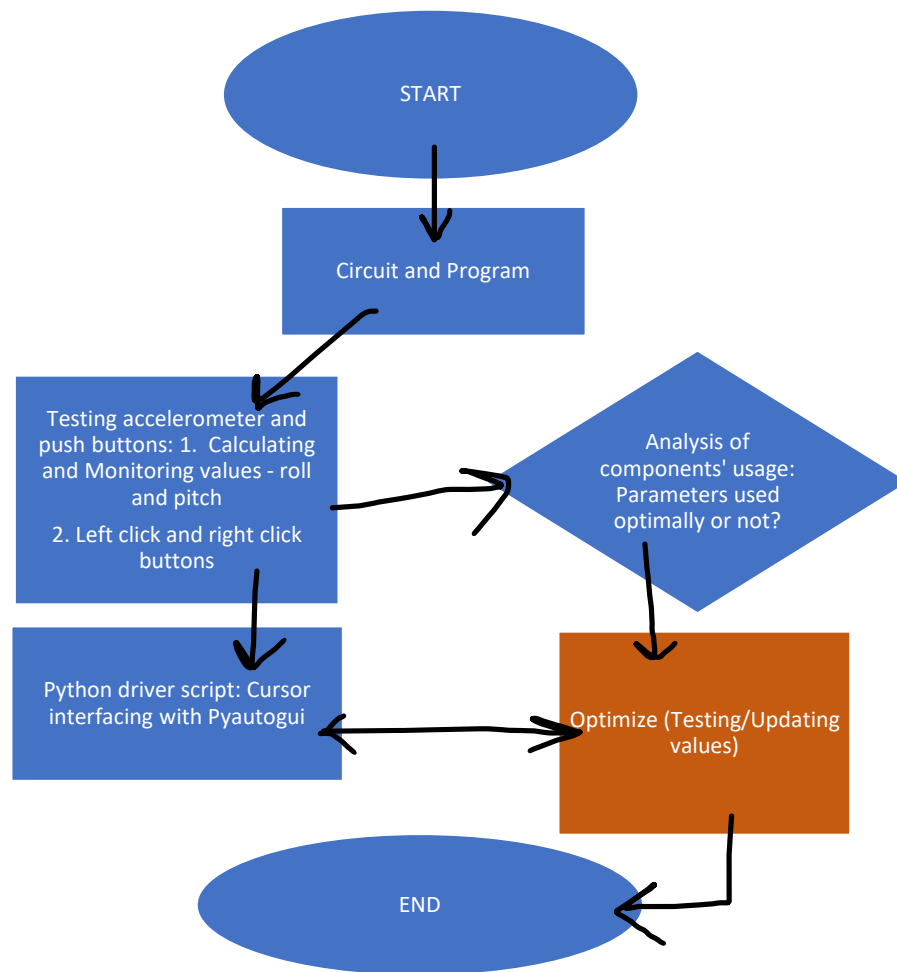 START
Circuit and Program
Testing accelerometer and
push buttons: 1.  Calculating
and Monitoring values - roll
and pitch
2. Left click and right click
buttons
Analysis of
components' usage:
Parameters used
optimally or not?
Python driver script: Cursor
interfacing with Pyautogui
Optimize (Testing/Updating
values)
END